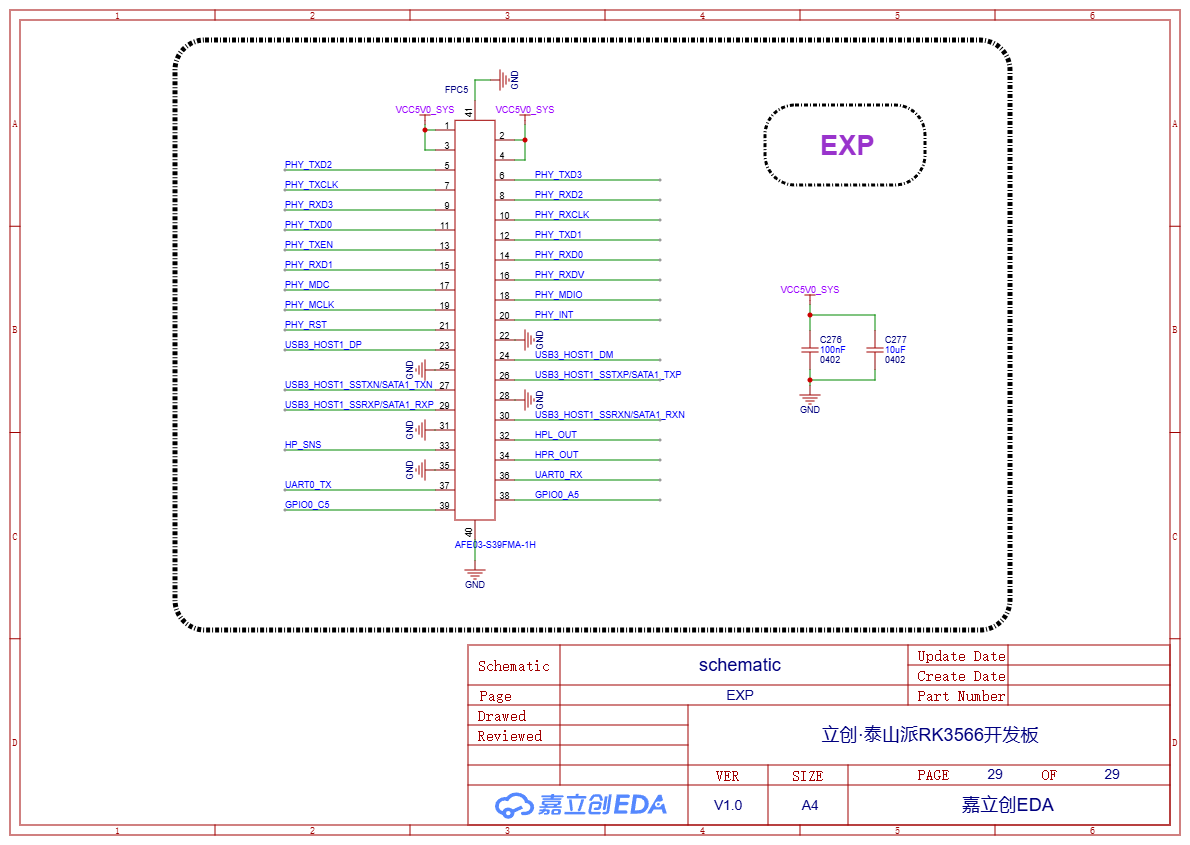 1 2 3 4 5 6
A A
B B
C C
D D
FPC5
GND
41
VCC5V0_SYS VCC5V0_SYS
1 2
3 4
PHY_TXD2 5 6 PHY_TXD3
PHY_TXCLK 7 8 PHY_RXD2
PHY_RXD3 9 10 PHY_RXCLK
PHY_TXD0 11 12 PHY_TXD1
PHY_TXEN 13 14 PHY_RXD0
PHY_RXD1 15 16 PHY_RXDV
PHY_MDC 17 18 PHY_MDIO
PHY_MCLK 19 20 PHY_INT
PHY_RST 21 22 GND
USB3_HOST1_DP 23 24 USB3_HOST1_DM
GND 25 26 USB3_HOST1_SSTXP/SATA1_TXP
USB3_HOST1_SSTXN/SATA1_TXN 27 28 GND
USB3_HOST1_SSRXP/SATA1_RXP 29 30 USB3_HOST1_SSRXN/SATA1_RXN
GND 31 32 HPL_OUT
HP_SNS 33 34 HPR_OUT
GND 35 36 UART0_RX
UART0_TX 37 38 GPIO0_A5
GPIO0_C5 39
40
AFE03-S39FMA-1H
GND
EXP
VCC5V0_SYS
C276 C277
100nF 10uF
0402 0402
GND
Schematic schematic Update Date
Create Date
Page EXP Part Number
Drawed
Reviewed
立创·泰山派RK3566开发板
VER SIZE PAGE 29 OF 29
嘉立创EDA V1.0 A4 嘉立创EDA
1 2 3 4 5 6